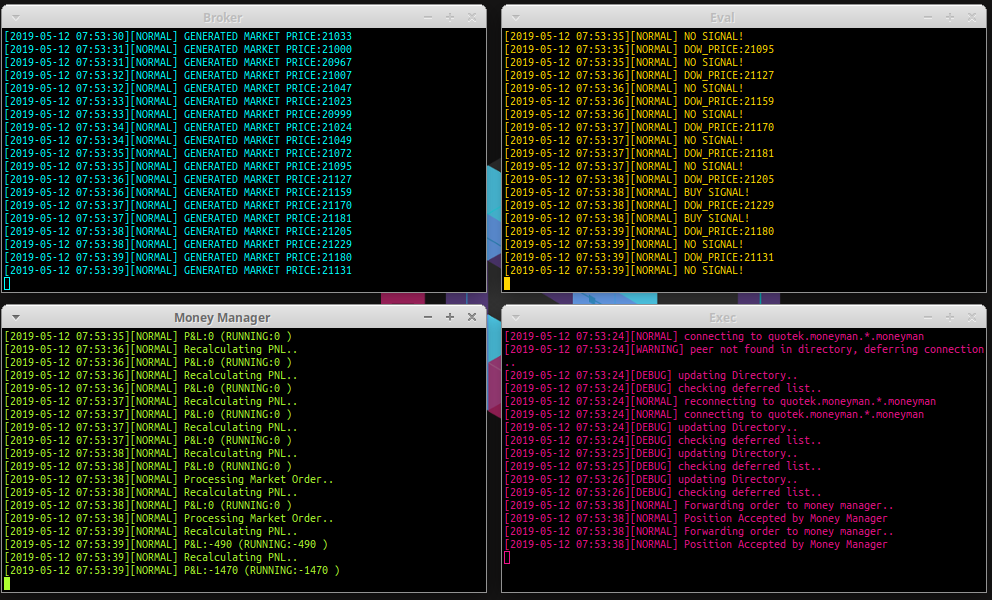 Broker
[2019-05-12 07:53:30][NORMAL] GENERATED MARKET PRICE:21033
[2019-05-12 07:53:31][NORMAL] GENERATED MARKET PRICE:21000
[2019-05-12 07:53:31][NORMAL] GENERATED MARKET PRICE:20967
[2019-05-12 07:53:32][NORMAL] GENERATED MARKET PRICE:21007
[2019-05-12 07:53:32][NORMAL] GENERATED MARKET PRICE:21047
[2019-05-12 07:53:33][NORMAL] GENERATED MARKET PRICE:21023
[2019-05-12 07:53:33][NORMAL] GENERATED MARKET PRICE:20999
[2019-05-12 07:53:34][NORMAL] GENERATED MARKET PRICE:21024
[2019-05-12 07:53:34][NORMAL] GENERATED MARKET PRICE:21049
[2019-05-12 07:53:35][NORMAL] GENERATED MARKET PRICE:21072
[2019-05-12 07:53:35][NORMAL] GENERATED MARKET PRICE:21095
[2019-05-12 07:53:36][NORMAL] GENERATED MARKET PRICE:21127
[2019-05-12 07:53:36][NORMAL] GENERATED MARKET PRICE:21159
[2019-05-12 07:53:37][NORMAL] GENERATED MARKET PRICE:21170
[2019-05-12 07:53:37][NORMAL] GENERATED MARKET PRICE:21181
[2019-05-12 07:53:38][NORMAL] GENERATED MARKET PRICE:21205
[2019-05-12 07:53:38][NORMAL] GENERATED MARKET PRICE:21229
[2019-05-12 07:53:39][NORMAL] GENERATED MARKET PRICE:21180
[2019-05-12 07:53:39][NORMAL] GENERATED MARKET PRICE:21131
Eval
[2019-05-12 07:53:35][NORMAL] NO SIGNAL!
[2019-05-12 07:53:35][NORMAL] DOW_PRICE:21095
[2019-05-12 07:53:35][NORMAL] NO SIGNAL!
[2019-05-12 07:53:36][NORMAL] DOW_PRICE:21127
[2019-05-12 07:53:36][NORMAL] NO SIGNAL!
[2019-05-12 07:53:36][NORMAL] DOW_PRICE:21159
[2019-05-12 07:53:36][NORMAL] NO SIGNAL!
[2019-05-12 07:53:37][NORMAL] DOW_PRICE:21170
[2019-05-12 07:53:37][NORMAL] NO SIGNAL!
[2019-05-12 07:53:37][NORMAL] DOW_PRICE:21181
[2019-05-12 07:53:37][NORMAL] NO SIGNAL!
[2019-05-12 07:53:38][NORMAL] DOW_PRICE:21205
[2019-05-12 07:53:38][NORMAL] BUY SIGNAL!
[2019-05-12 07:53:38][NORMAL] DOW_PRICE:21229
[2019-05-12 07:53:38][NORMAL] BUY SIGNAL!
[2019-05-12 07:53:39][NORMAL] DOW_PRICE:21180
[2019-05-12 07:53:39][NORMAL] NO SIGNAL!
[2019-05-12 07:53:39][NORMAL] DOW_PRICE:21131
[2019-05-12 07:53:39][NORMAL] NO SIGNAL!
Money Manager
[2019-05-12 07:53:35][NORMAL] P&L:0 (RUNNING:0 )
[2019-05-12 07:53:36][NORMAL] Recalculating PNL..
[2019-05-12 07:53:36][NORMAL] P&L:0 (RUNNING:0 )
[2019-05-12 07:53:36][NORMAL] Recalculating PNL..
[2019-05-12 07:53:36][NORMAL] P&L:0 (RUNNING:0 )
[2019-05-12 07:53:37][NORMAL] Recalculating PNL..
[2019-05-12 07:53:37][NORMAL] P&L:0 (RUNNING:0 )
[2019-05-12 07:53:37][NORMAL] Recalculating PNL..
[2019-05-12 07:53:37][NORMAL] P&L:0 (RUNNING:0 )
[2019-05-12 07:53:38][NORMAL] Recalculating PNL..
[2019-05-12 07:53:38][NORMAL] P&L:0 (RUNNING:0 )
[2019-05-12 07:53:38][NORMAL] Processing Market Order..
[2019-05-12 07:53:38][NORMAL] Recalculating PNL..
[2019-05-12 07:53:38][NORMAL] P&L:0 (RUNNING:0 )
[2019-05-12 07:53:38][NORMAL] Processing Market Order..
[2019-05-12 07:53:39][NORMAL] Recalculating PNL..
[2019-05-12 07:53:39][NORMAL] P&L:-490 (RUNNING:-490 )
[2019-05-12 07:53:39][NORMAL] Recalculating PNL..
[2019-05-12 07:53:39][NORMAL] P&L:-1470 (RUNNING:-1470 )
Exec
[2019-05-12 07:53:24][NORMAL] connecting to quotek.moneyman.*.moneyman
[2019-05-12 07:53:24][WARNING] peer not found in directory, deferring connection
..
[2019-05-12 07:53:24][DEBUG] updating Directory..
[2019-05-12 07:53:24][DEBUG] checking deferred list..
[2019-05-12 07:53:24][NORMAL] reconnecting to quotek.moneyman.*.moneyman
[2019-05-12 07:53:24][NORMAL] connecting to quotek.moneyman.*.moneyman
[2019-05-12 07:53:24][DEBUG] updating Directory..
[2019-05-12 07:53:24][DEBUG] checking deferred list..
[2019-05-12 07:53:25][DEBUG] updating Directory..
[2019-05-12 07:53:25][DEBUG] checking deferred list..
[2019-05-12 07:53:26][DEBUG] updating Directory..
[2019-05-12 07:53:26][DEBUG] checking deferred list..
[2019-05-12 07:53:38][NORMAL] Forwarding order to money manager..
[2019-05-12 07:53:38][NORMAL] Position Accepted by Money Manager
[2019-05-12 07:53:38][NORMAL] Forwarding order to money manager..
[2019-05-12 07:53:38][NORMAL] Position Accepted by Money Manager